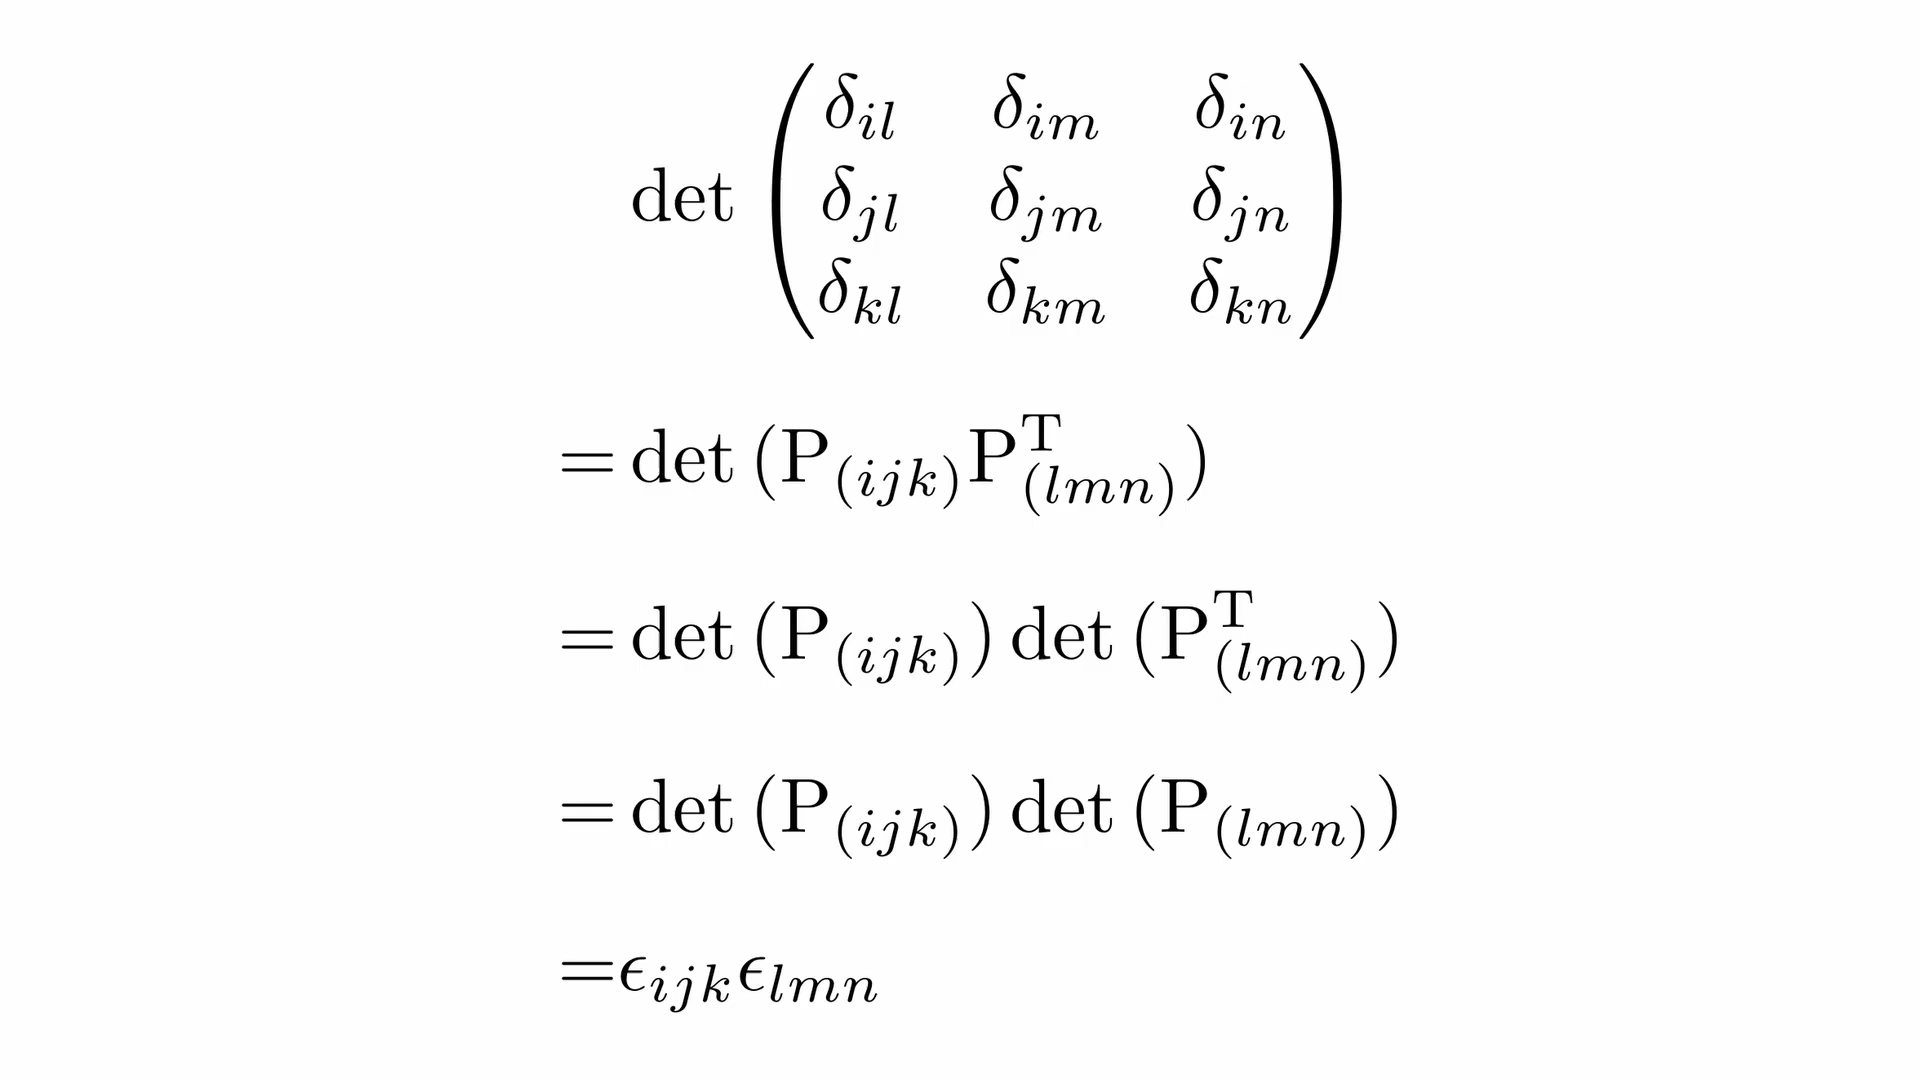 det ( δ_il δ_im δ_in
δ_jl δ_jm δ_jn
δ_kl δ_km δ_kn )
= det (P_(ijk) P^T_(lmn))
= det (P_(ijk)) det (P^T_(lmn))
= det (P_(ijk)) det (P_(lmn))
= ϵ_ijk ϵ_lmn